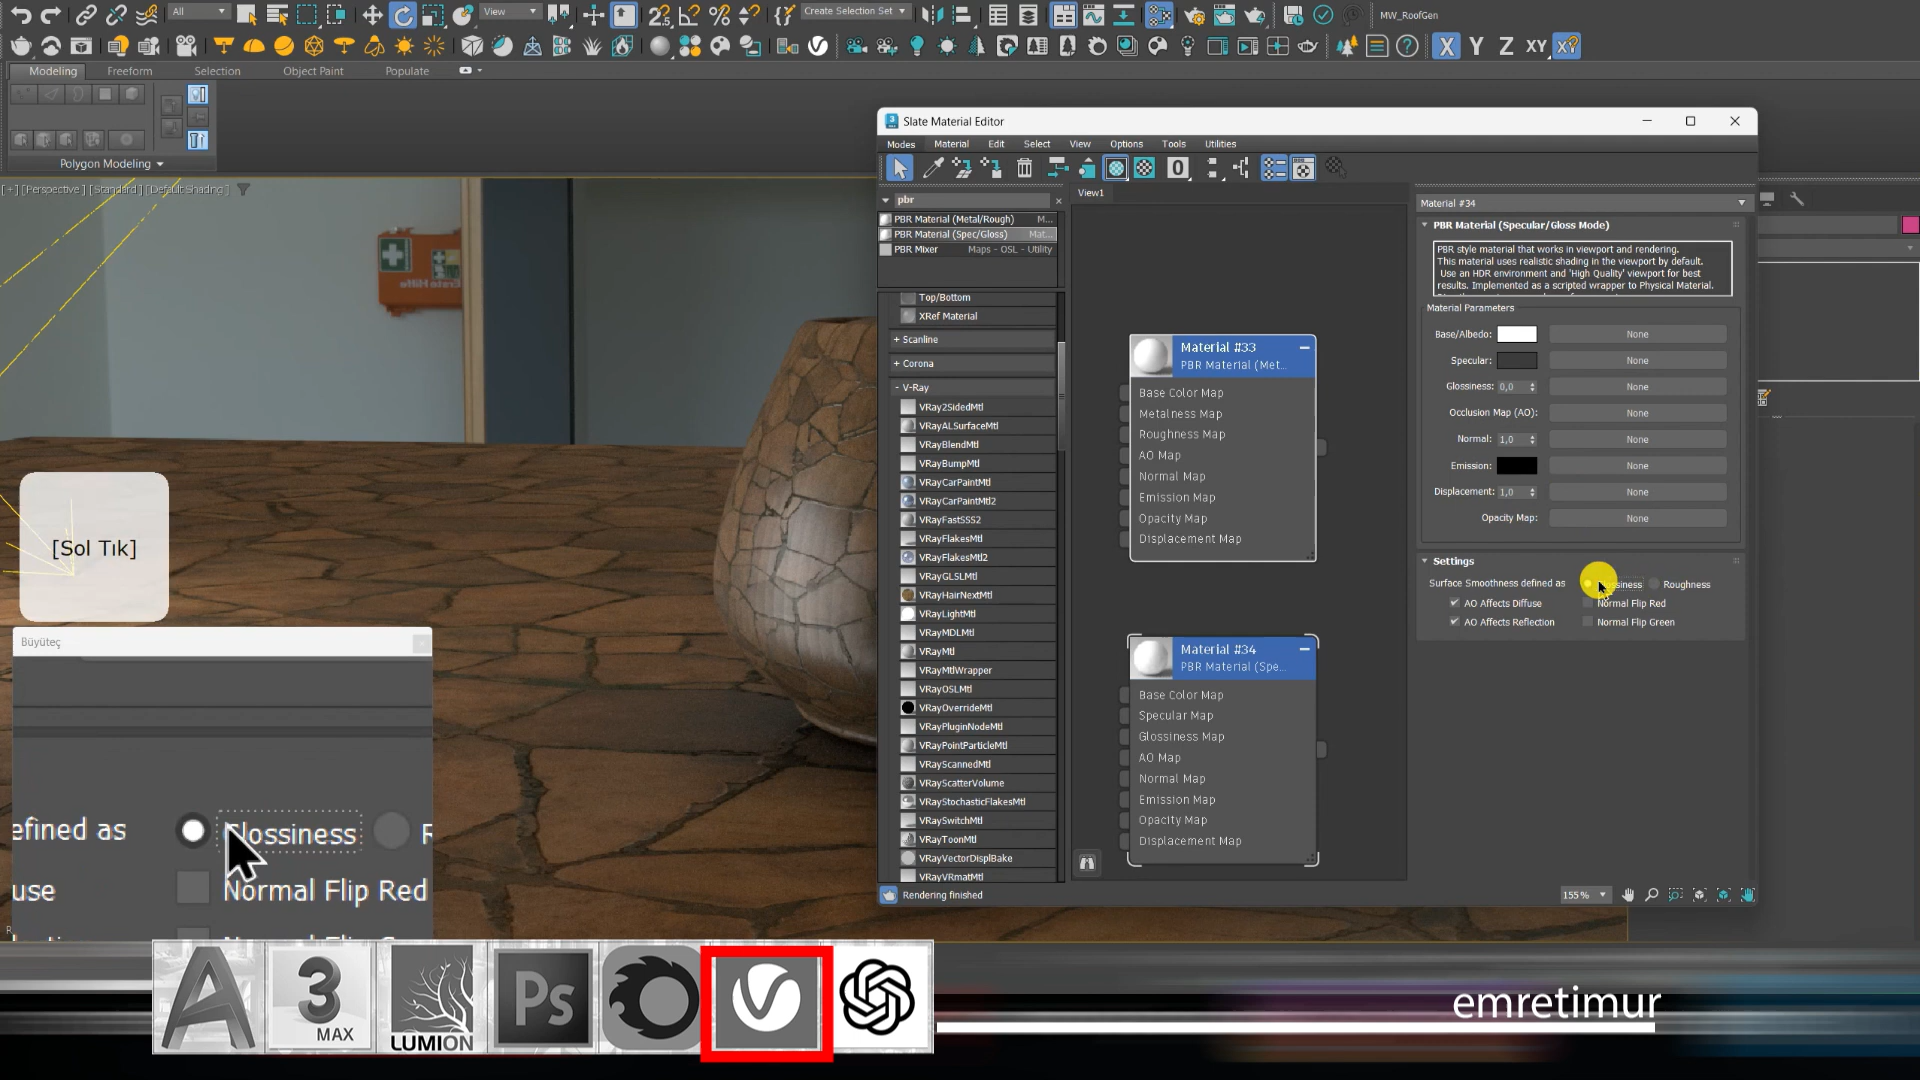 All
View
Create Selection Set
MW_RoofGen
X Y Z XY
Modeling
Freeform
Selection
Object Paint
Populate
Polygon Modeling
[+] [Perspective] [Standard] [Default Shading]
Erste Hilfe
[Sol Tık]
Büyüteç
efined as
Glossiness
R
use
Normal Flip Red
Slate Material Editor
Modes
Material
Edit
Select
View
Options
Tools
Utilities
pbr
View1
PBR Material (Metal/Rough) M...
PBR Material (Spec/Gloss) Mat...
PBR Mixer Maps - OSL - Utility
Top/Bottom
XRef Material
+ Scanline
+ Corona
- V-Ray
VRay2SidedMtl
VRayALSurfaceMtl
VRayBlendMtl
VRayBumpMtl
VRayCarPaintMtl
VRayCarPaintMtl2
VRayFastSSS2
VRayFlakesMtl
VRayFlakesMtl2
VRayGLSLMtl
VRayHairNextMtl
VRayLightMtl
VRayMDLMtl
VRayMtl
VRayMtlWrapper
VRayOSLMtl
VRayOverrideMtl
VRayPluginNodeMtl
VRayPointParticleMtl
VRayScannedMtl
VRayScatterVolume
VRayStochasticFlakesMtl
VRaySwitchMtl
VRayToonMtl
VRayVectorDisplBake
VRayVRmatMtl
Rendering finished
Material #33
PBR Material (Met...
Base Color Map
Metalness Map
Roughness Map
AO Map
Normal Map
Emission Map
Opacity Map
Displacement Map
Material #34
PBR Material (Spe...
Base Color Map
Specular Map
Glossiness Map
AO Map
Normal Map
Emission Map
Opacity Map
Displacement Map
Material #34
PBR Material (Specular/Gloss Mode)
PBR style material that works in viewport and rendering.
This material uses realistic shading in the viewport by default.
Use an HDR environment and 'High Quality' viewport for best
results. Implemented as a scripted wrapper to Physical Material.
Material Parameters
Base/Albedo: None
Specular: None
Glossiness: 0,0 None
Occlusion Map (AO): None
Normal: 1,0 None
Emission: None
Displacement: 1,0 None
Opacity Map: None
Settings
Surface Smoothness defined as Glossiness Roughness
AO Affects Diffuse Normal Flip Red
AO Affects Reflection Normal Flip Green
155%
A
3
MAX
LUMION
Ps
emretimur